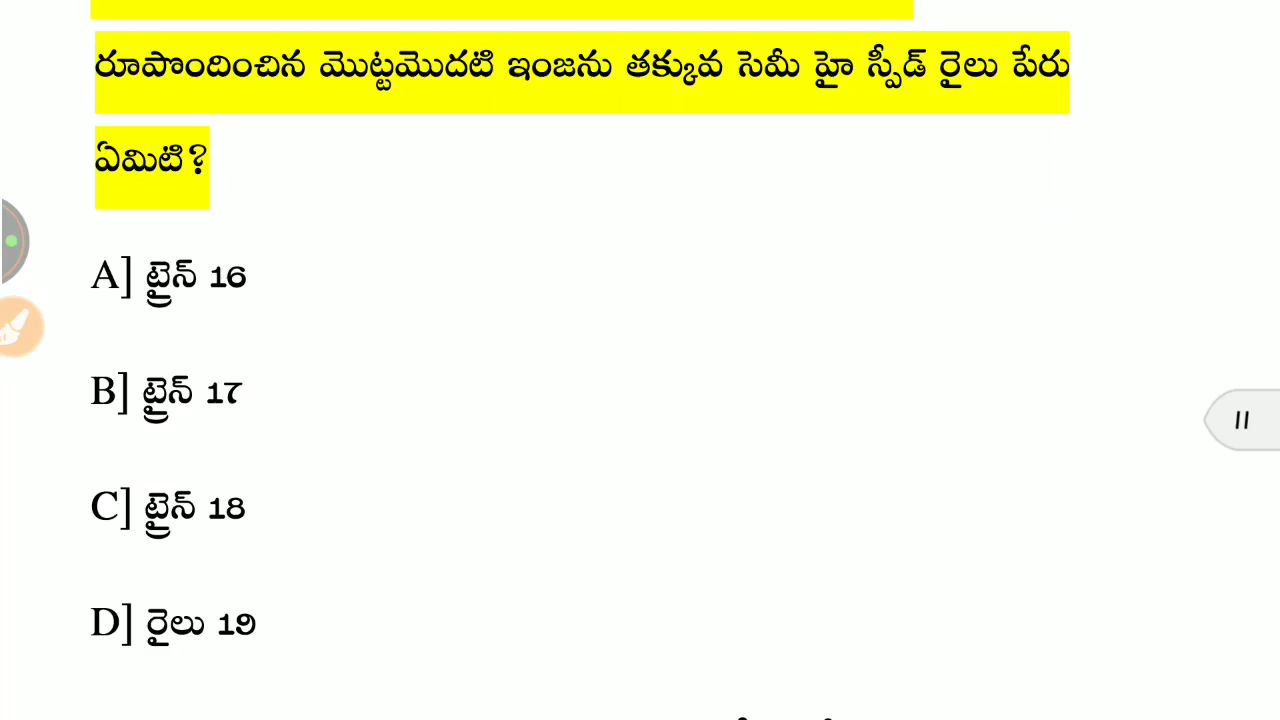 రూపొందించిన మొట్టమొదటి ఇంజను తక్కువ సెమీ హై స్పీడ్ రైలు పేరు
ఏమిటి?
A] ట్రైన్ 16
B] ట్రైన్ 17
C] ట్రైన్ 18
D] రైలు 19